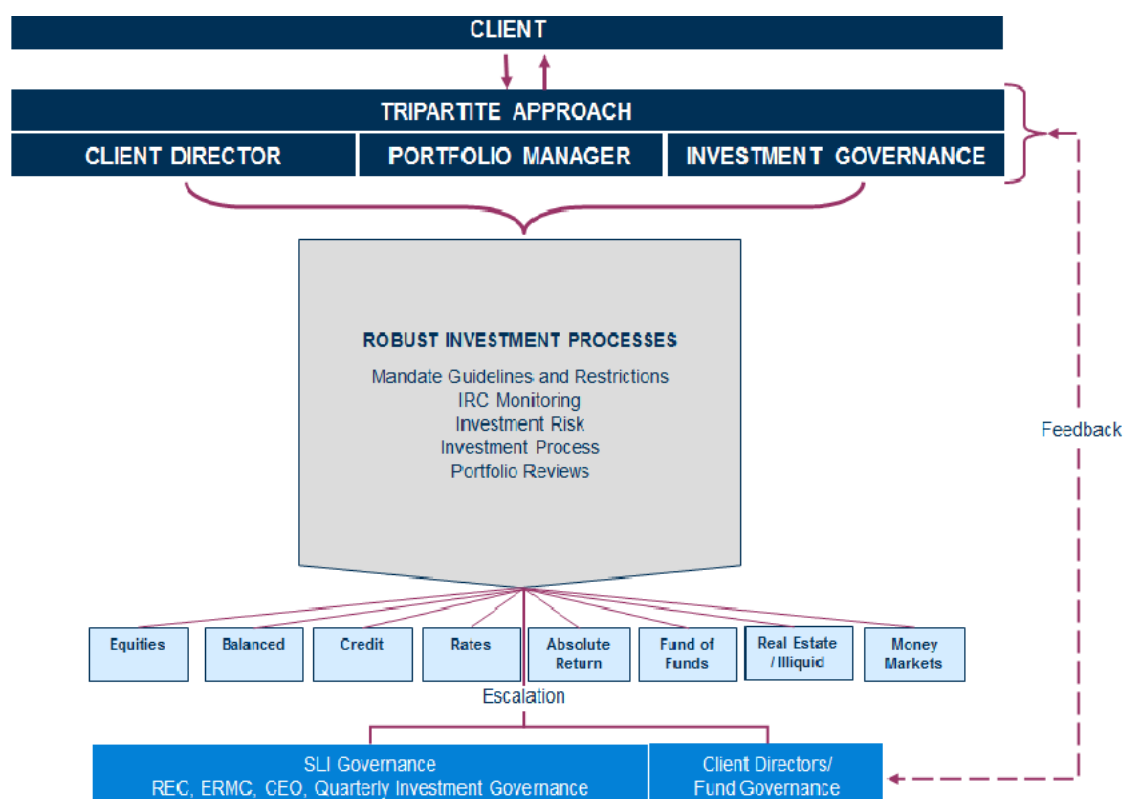 CLIENT
TRIPARTITE APPROACH
CLIENT DIRECTOR
PORTFOLIO MANAGER
INVESTMENT GOVERNANCE
ROBUST INVESTMENT PROCESSES
Mandate Guidelines and Restrictions
IRC Monitoring
Investment Risk
Investment Process
Portfolio Reviews
Feedback
Equities
Balanced
Credit
Rates
Absolute
Return
Fund of
Funds
Real Estate
/ Illiquid
Money
Markets
Escalation
SLI Governance
REC, ERMC, CEO, Quarterly Investment Governance
Client Directors/
Fund Governance